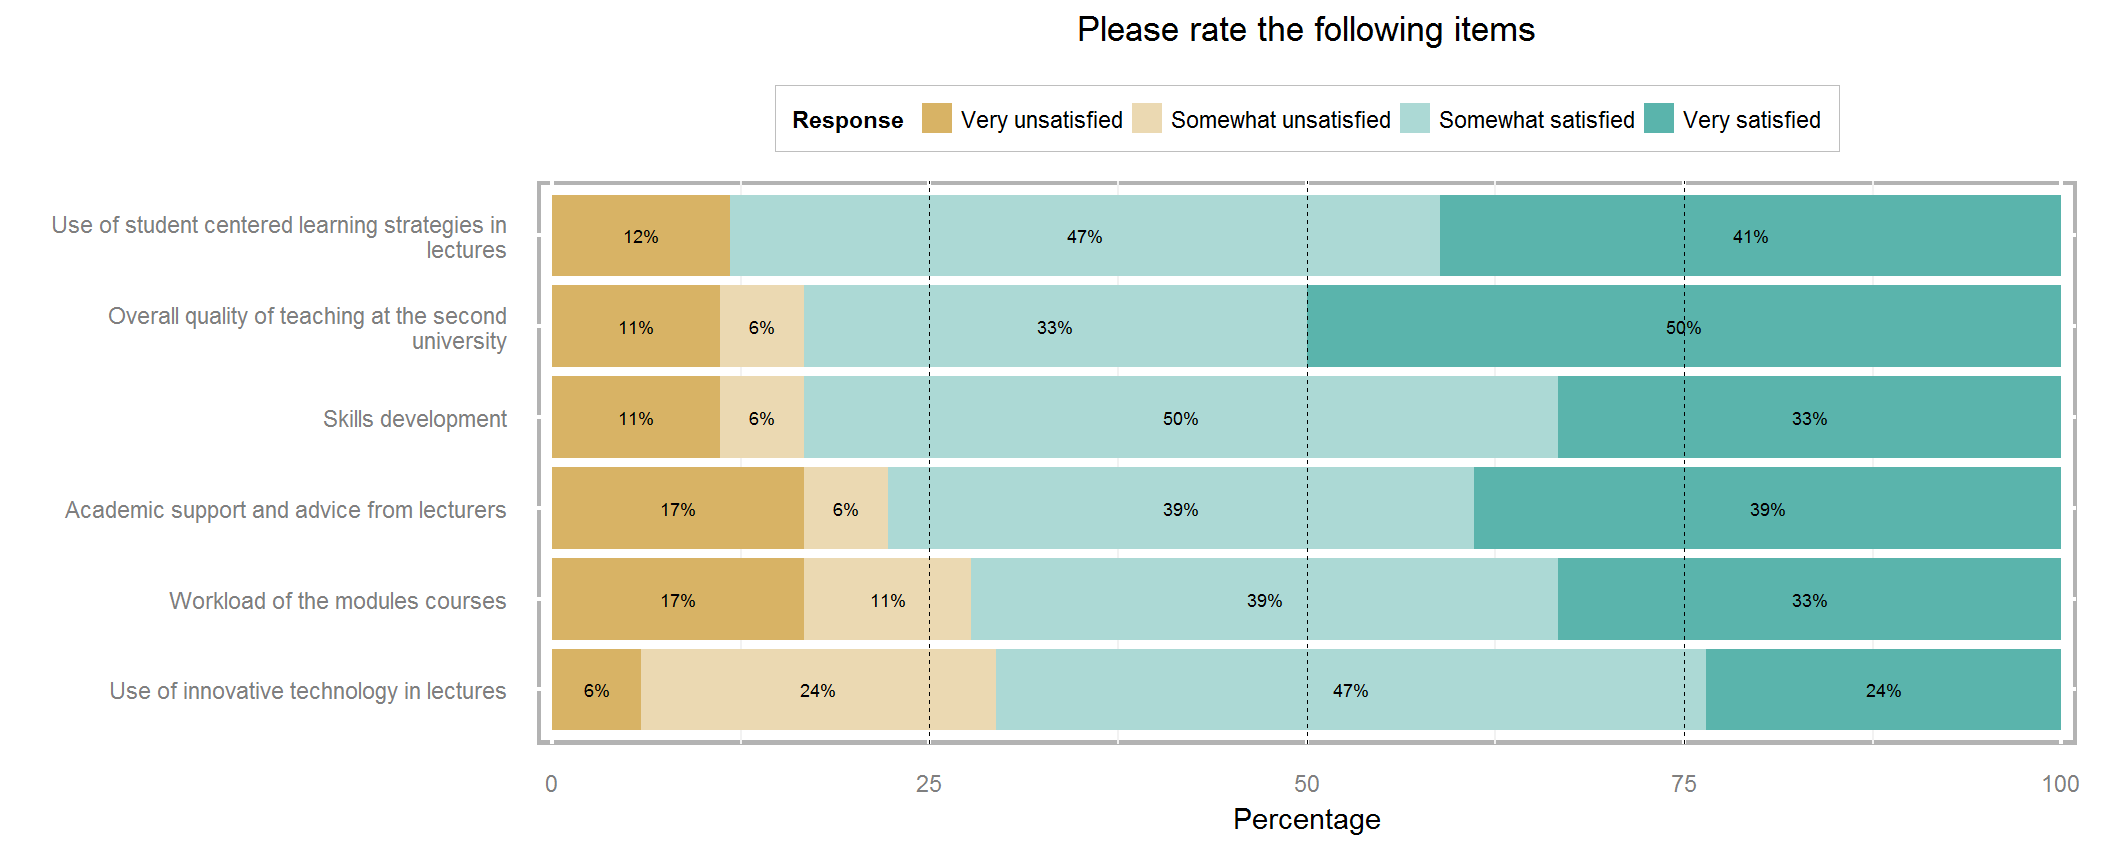 Please rate the following items
Response Very unsatisfied Somewhat unsatisfied Somewhat satisfied Very satisfied
Use of student centered learning strategies in
lectures
12% 47% 41%
Overall quality of teaching at the second
university
11% 6% 33% 50%
Skills development 11% 6% 50% 33%
Academic support and advice from lecturers 17% 6% 39% 39%
Workload of the modules courses 17% 11% 39% 33%
Use of innovative technology in lectures 6% 24% 47% 24%
0 25 50 75 100
Percentage